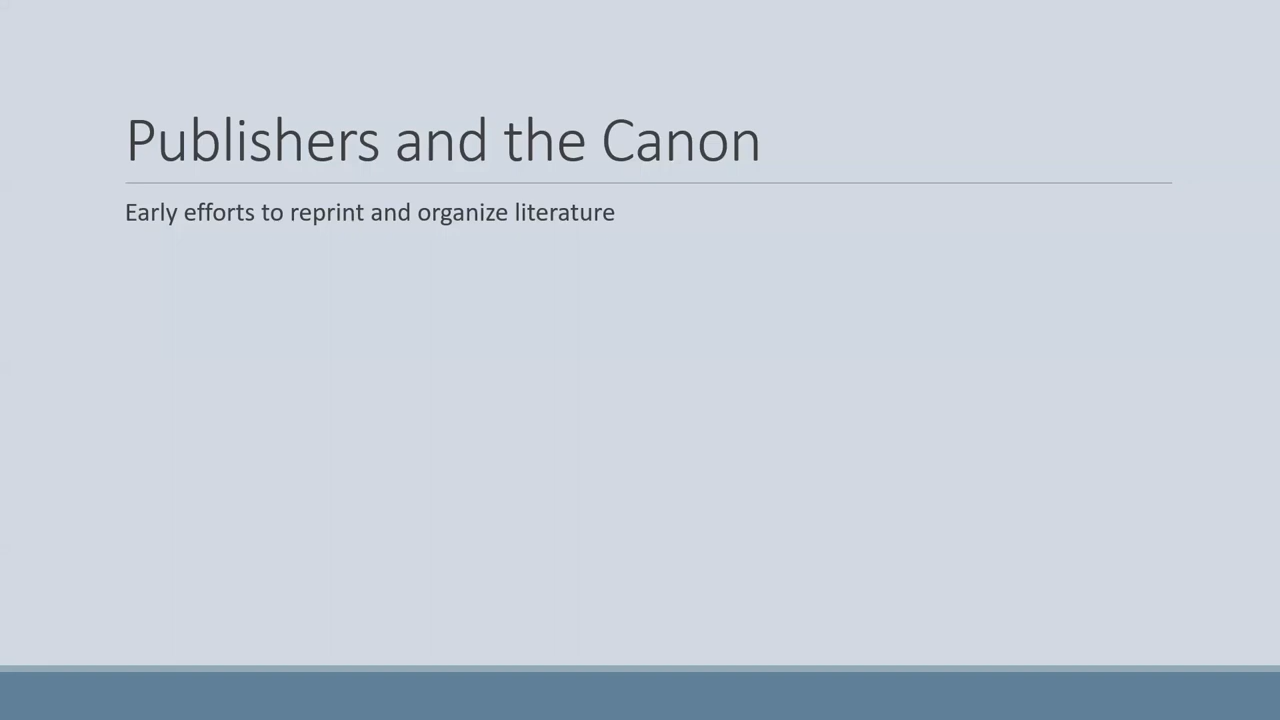 Publishers and the Canon
Early efforts to reprint and organize literature